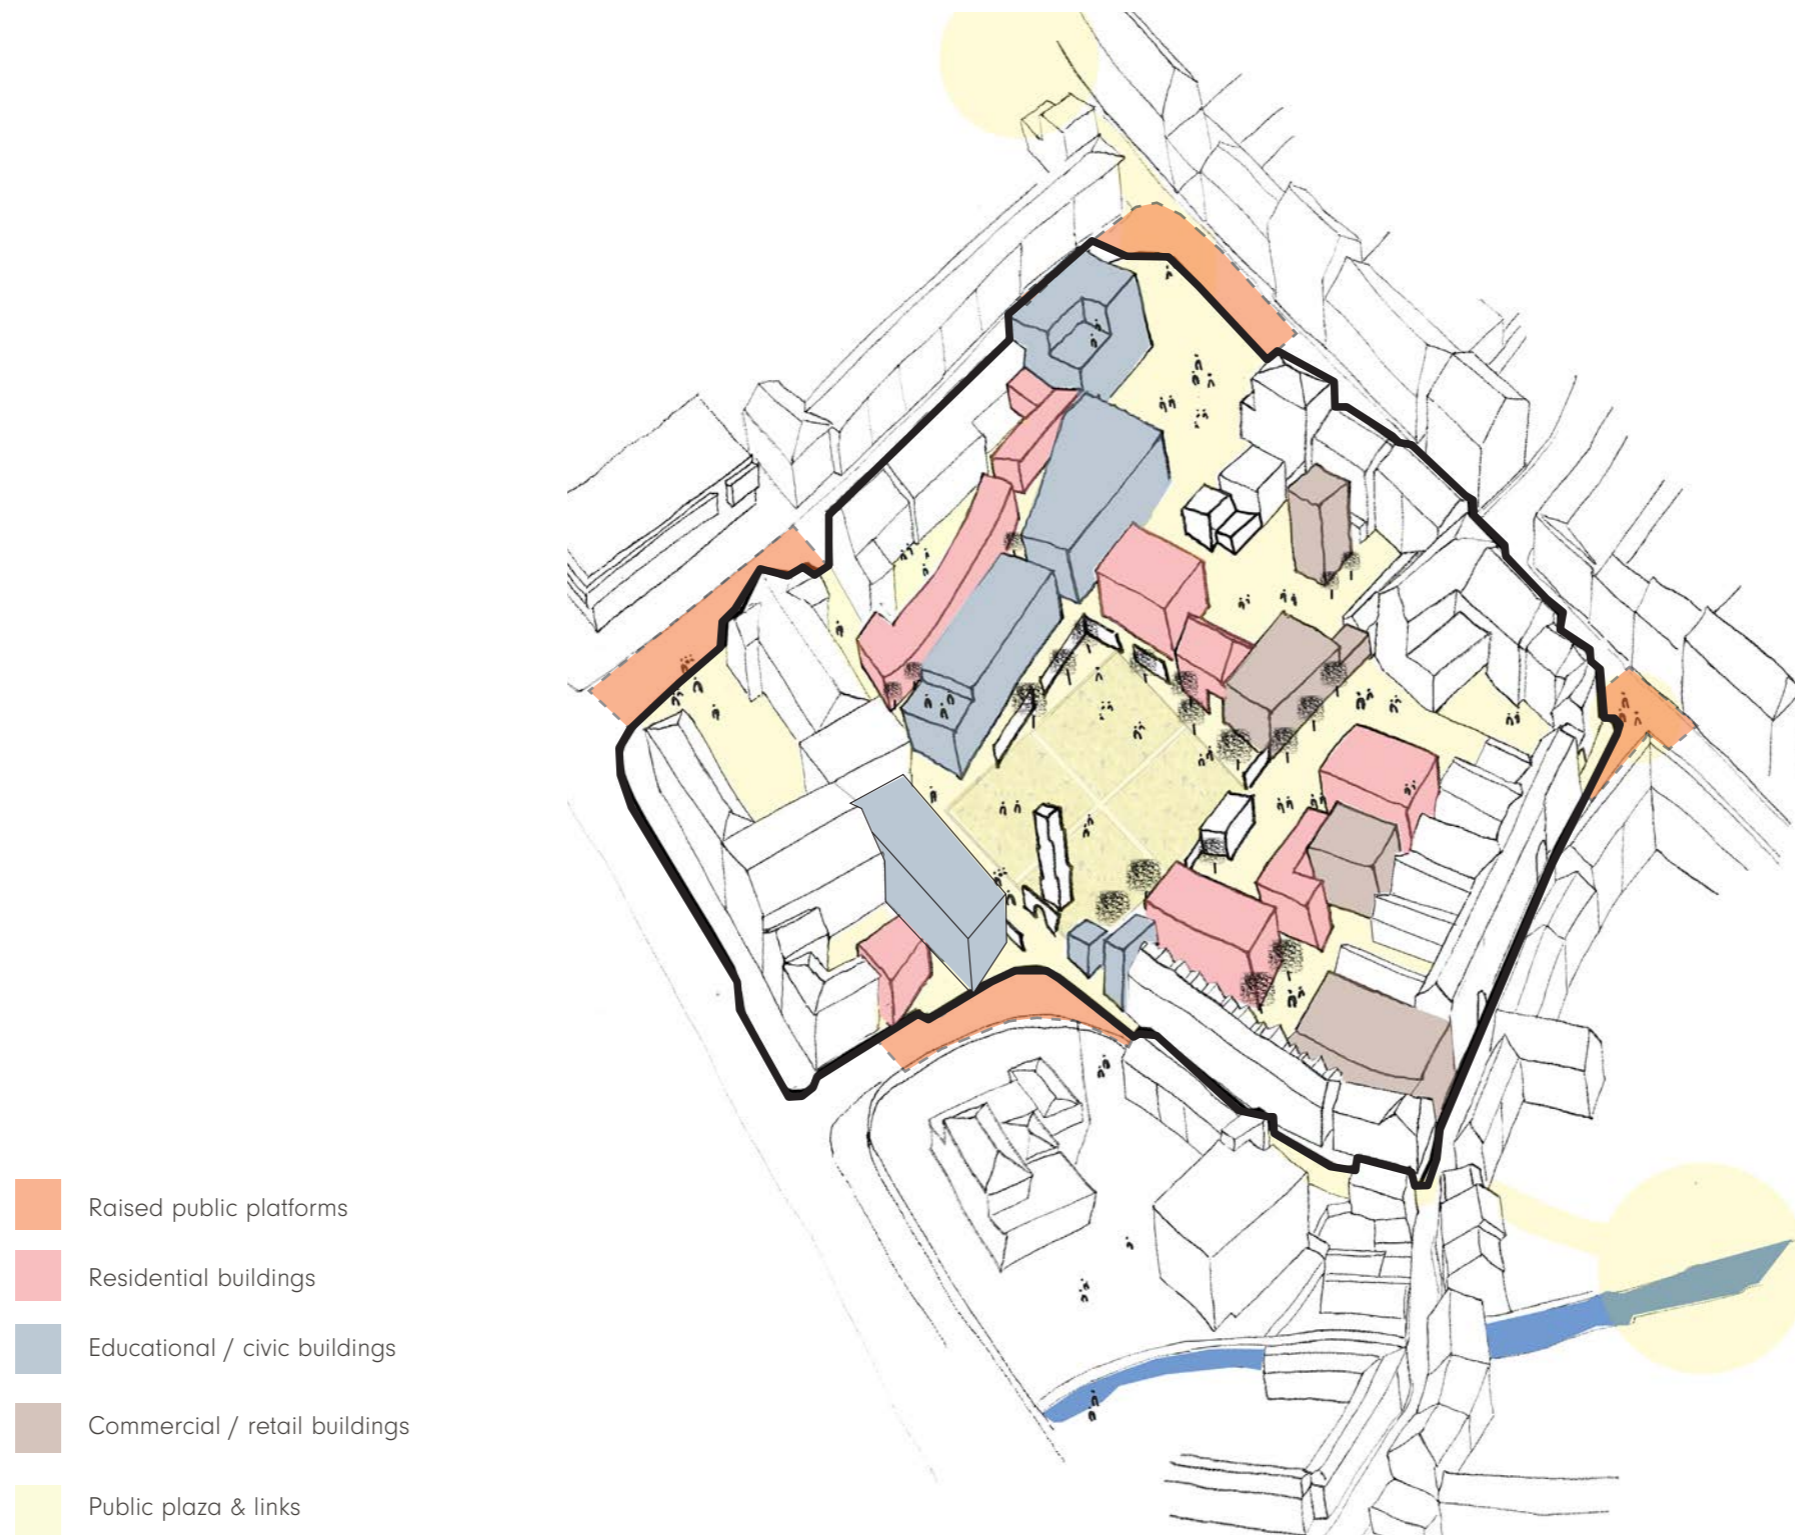 Raised public platforms
Residential buildings
Educational / civic buildings
Commercial / retail buildings
Public plaza & links